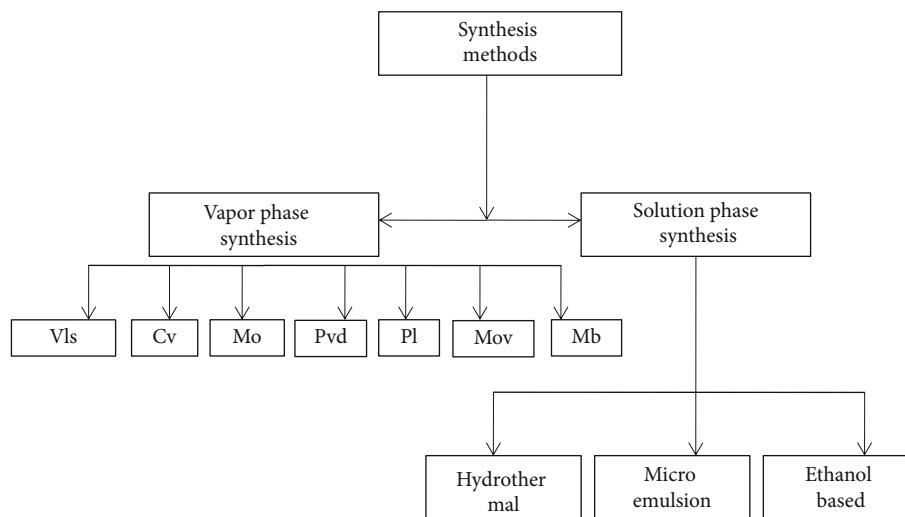 Synthesis
methods
Vapor phase
synthesis
Solution phase
synthesis
Vls
Cv
Mo
Pvd
Pl
Mov
Mb
Hydrother
mal
Micro
emulsion
Ethanol
based